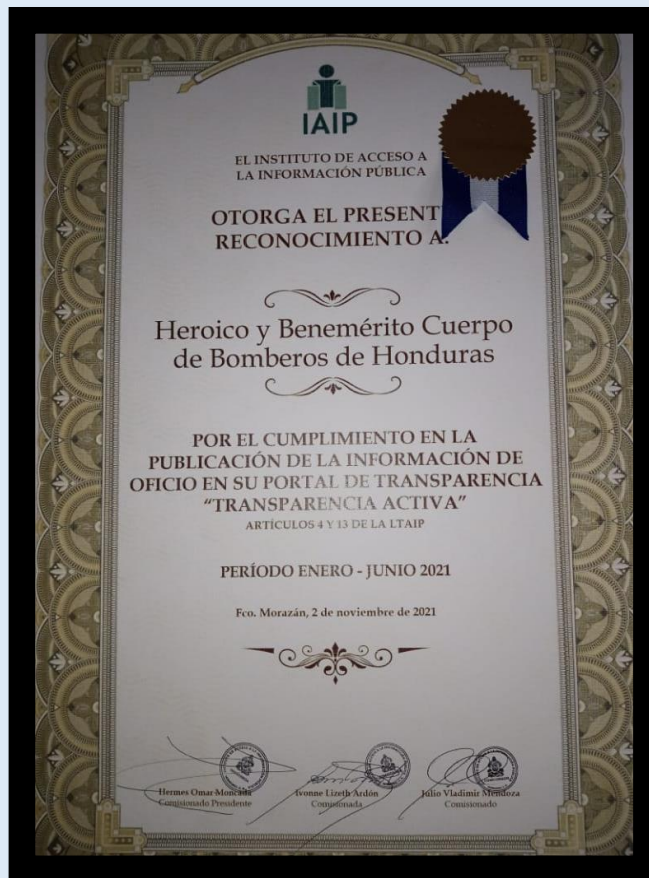 IAIP
EL INSTITUTO DE ACCESO A
LA INFORMACIÓN PÚBLICA
OTORGA EL PRESENT
RECONOCIMIENTO A:
Heroico y Benemérito Cuerpo
de Bomberos de Honduras
POR EL CUMPLIMIENTO EN LA
PUBLICACIÓN DE LA INFORMACIÓN DE
OFICIO EN SU PORTAL DE TRANSPARENCIA
“TRANSPARENCIA ACTIVA”
ARTÍCULOS 4 Y 13 DE LA LTAIP
PERÍODO ENERO - JUNIO 2021
Fco. Morazán, 2 de noviembre de 2021
Hermes Omar Moncada
Comisionado Presidente
Ivonne Lizeth Ardón
Comisionada
Julio Vladimir Mendoza
Comisionado